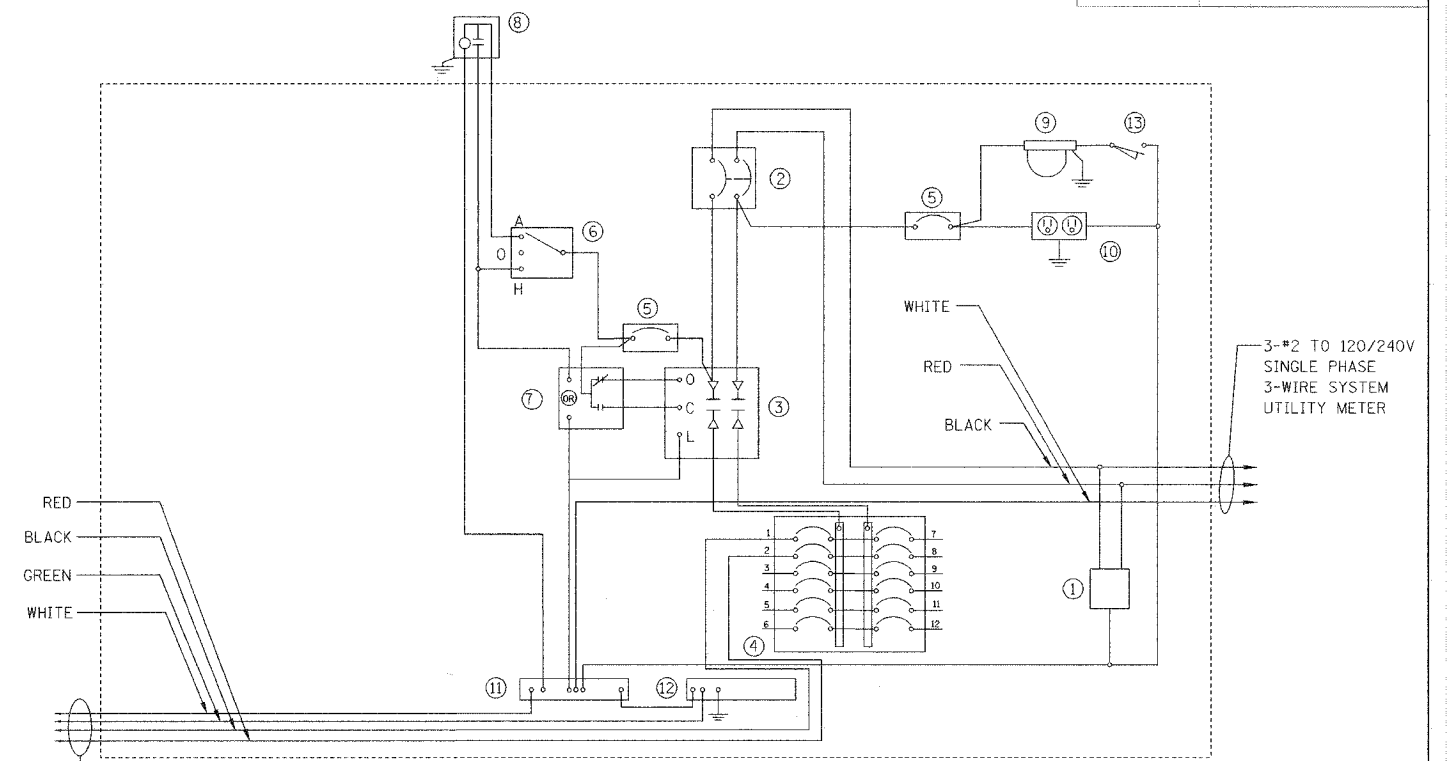 8
A
O
H
6
2
9
13
5
10
5
7
OR
O
C
L
3
WHITE
RED
BLACK
3-#2 TO 120/240V
SINGLE PHASE
3-WIRE SYSTEM
UTILITY METER
RED
BLACK
GREEN
WHITE
1
2
3
4
5
6
7
8
9
10
11
12
4
1
11
12